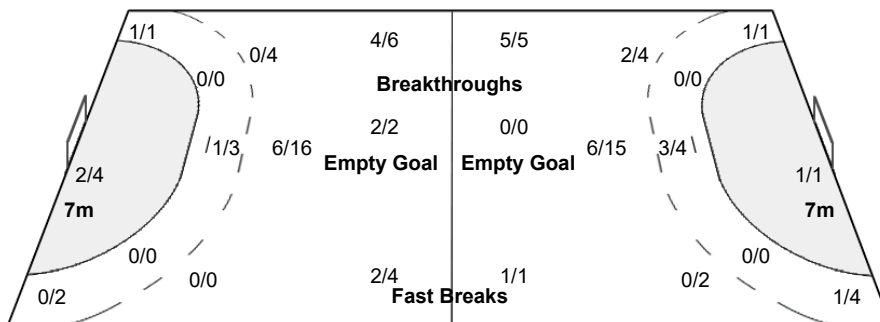 1/1 4/6 5/5 1/1
0/4 2/4
0/0 Breakthroughs 0/0
2/2 0/0
1/3 6/16 6/15 3/4
Empty Goal Empty Goal
2/4 1/1
7m 7m
0/0 0/0
0/0 2/4 1/1 0/2
0/2 Fast Breaks 1/4